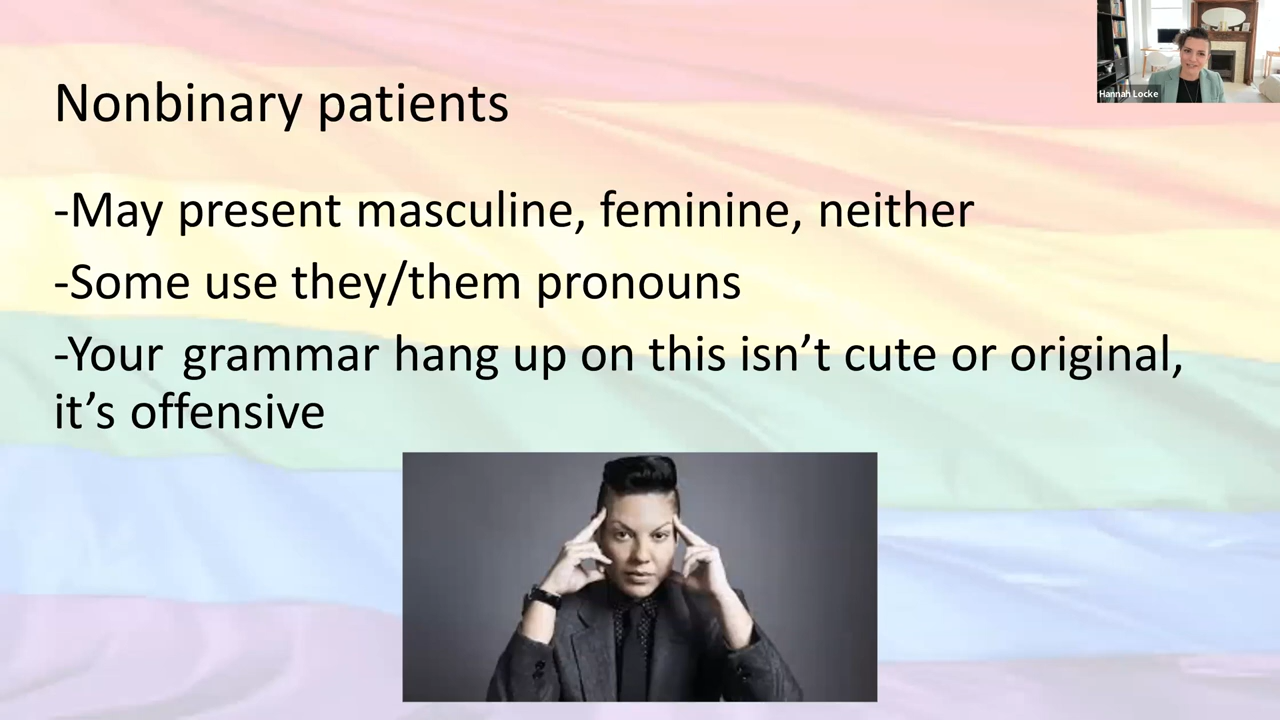 Hannah Locke
Nonbinary patients
-May present masculine, feminine, neither
-Some use they/them pronouns
-Your grammar hang up on this isn’t cute or original,
it’s offensive